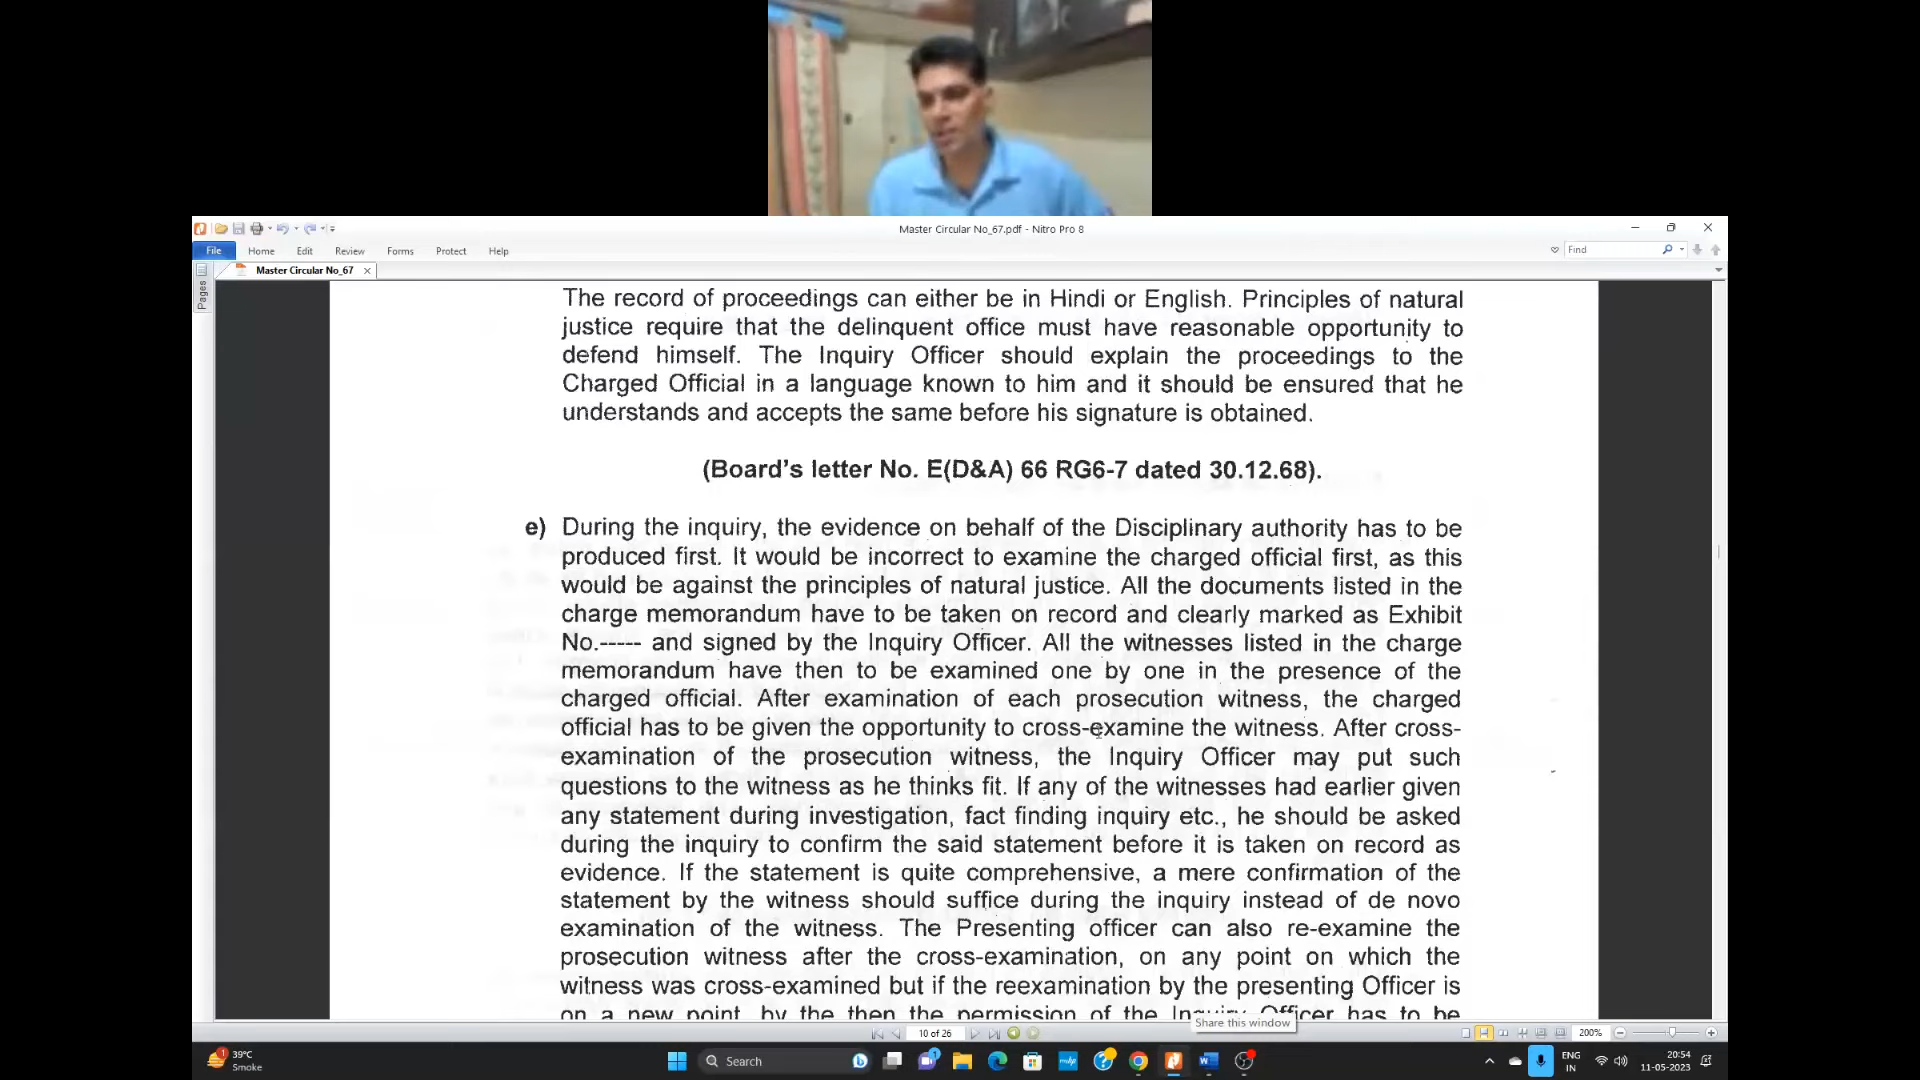 Master Circular No_67.pdf - Nitro Pro 8
File Home Edit Review Forms Protect Help
Find
Master Circular No_67
Pages
The record of proceedings can either be in Hindi or English. Principles of natural
justice require that the delinquent office must have reasonable opportunity to
defend himself. The Inquiry Officer should explain the proceedings to the
Charged Official in a language known to him and it should be ensured that he
understands and accepts the same before his signature is obtained.
(Board's letter No. E(D&A) 66 RG6-7 dated 30.12.68).
e) During the inquiry, the evidence on behalf of the Disciplinary authority has to be
produced first. It would be incorrect to examine the charged official first, as this
would be against the principles of natural justice. All the documents listed in the
charge memorandum have to be taken on record and clearly marked as Exhibit
No.----- and signed by the Inquiry Officer. All the witnesses listed in the charge
memorandum have then to be examined one by one in the presence of the
charged official. After examination of each prosecution witness, the charged
official has to be given the opportunity to cross-examine the witness. After cross-
examination of the prosecution witness, the Inquiry Officer may put such
questions to the witness as he thinks fit. If any of the witnesses had earlier given
any statement during investigation, fact finding inquiry etc., he should be asked
during the inquiry to confirm the said statement before it is taken on record as
evidence. If the statement is quite comprehensive, a mere confirmation of the
statement by the witness should suffice during the inquiry instead of de novo
examination of the witness. The Presenting officer can also re-examine the
prosecution witness after the cross-examination, on any point on which the
witness was cross-examined but if the reexamination by the presenting Officer is
on a new point, by the then the permission of the Inquiry Officer has to be
Share this window
10 of 26
200%
39°C
Smoke
Search
ENG
IN
20:54
11-05-2023